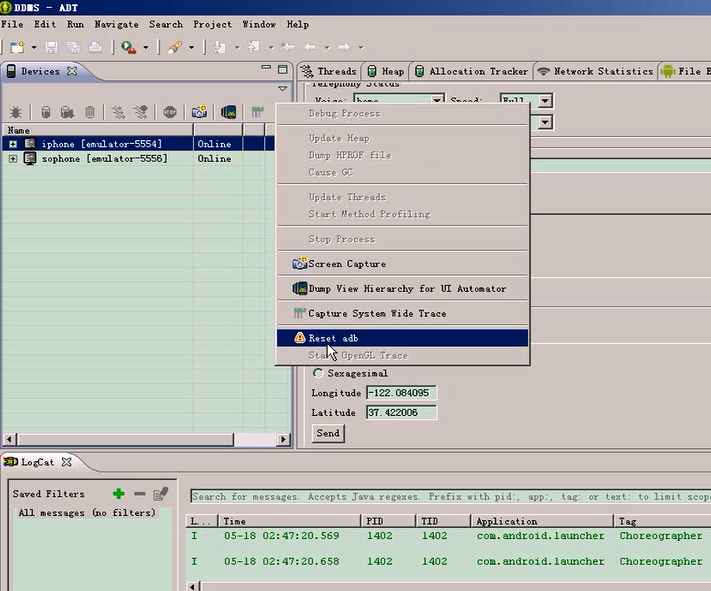 DDMS - ADT
File Edit Run Navigate Search Project Window Help
Devices
Threads Heap Allocation Tracker Network Statistics File E
Telephony Status
Voice: home Speed: Full
Name
iphone [emulator-5554] Online
sophone [emulator-5556] Online
Debug Process
Update Heap
Dump HPROF file
Cause GC
Update Threads
Start Method Profiling
Stop Process
Screen Capture
Dump View Hierarchy for UI Automator
Capture System Wide Trace
Reset adb
Start OpenGL Trace
Sexagesimal
Longitude -122.084095
Latitude 37.422006
Send
LogCat
Saved Filters
All messages (no filters)
Search for messages. Accepts Java regexes. Prefix with pid:, app:, tag: or text: to limit scop
L... Time PID TID Application Tag
I 05-18 02:47:20.569 1402 1402 com.android.launcher Choreographer
I 05-18 02:47:20.658 1402 1402 com.android.launcher Choreographer